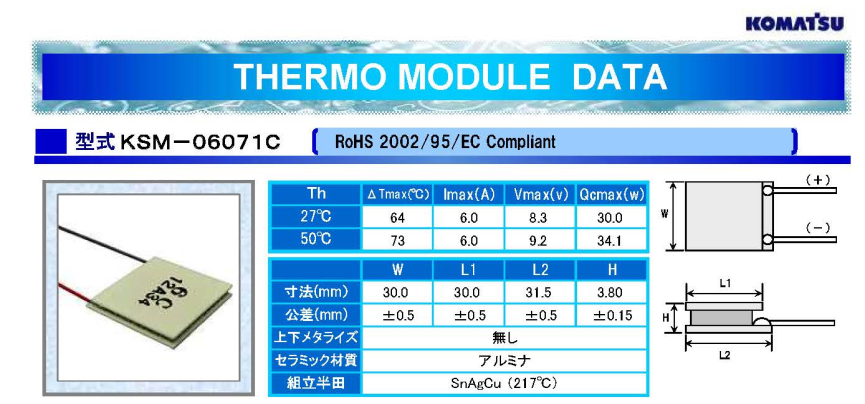 KOMATSU
THERMO MODULE DATA
型式 KSM-06071C
RoHS 2002/95/EC Compliant
Th ΔTmax(℃) Imax(A) Vmax(v) Qcmax(w)
27℃ 64 6.0 8.3 30.0
50℃ 73 6.0 9.2 34.1
W L1 L2 H
寸法(mm) 30.0 30.0 31.5 3.80
公差(mm) ±0.5 ±0.5 ±0.5 ±0.15
上下メタライズ 無し
セラミック材質 アルミナ
組立半田 SnAgCu (217℃)
6C
12A34
(+)
W
(-)
L1
H
L2